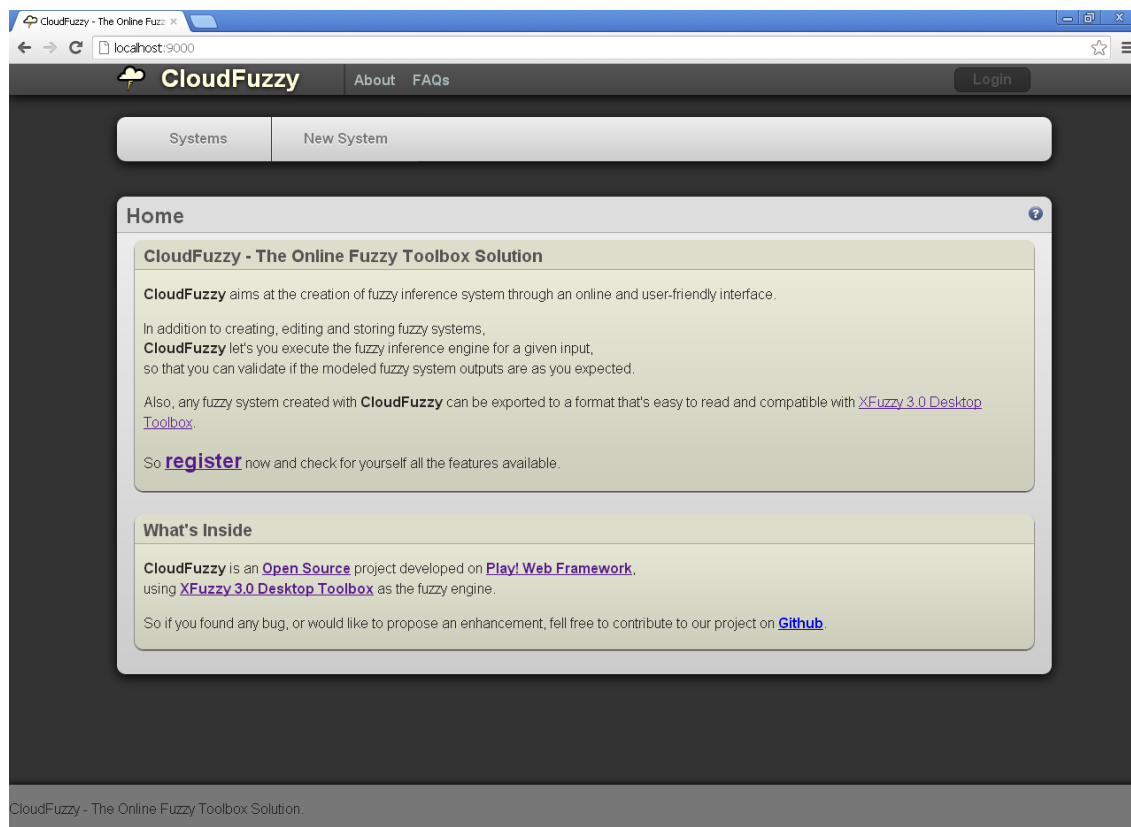 CloudFuzzy - The Online Fuzz
localhost:9000
CloudFuzzy About FAQs Login
Systems New System
Home
CloudFuzzy - The Online Fuzzy Toolbox Solution
CloudFuzzy aims at the creation of fuzzy inference system through an online and user-friendly interface.
In addition to creating, editing and storing fuzzy systems,
CloudFuzzy let's you execute the fuzzy inference engine for a given input,
so that you can validate if the modeled fuzzy system outputs are as you expected.
Also, any fuzzy system created with CloudFuzzy can be exported to a format that's easy to read and compatible with XFuzzy 3.0 Desktop
Toolbox.
So register now and check for yourself all the features available.
What's Inside
CloudFuzzy is an Open Source project developed on Play! Web Framework,
using XFuzzy 3.0 Desktop Toolbox as the fuzzy engine.
So if you found any bug, or would like to propose an enhancement, fell free to contribute to our project on Github.
CloudFuzzy - The Online Fuzzy Toolbox Solution.